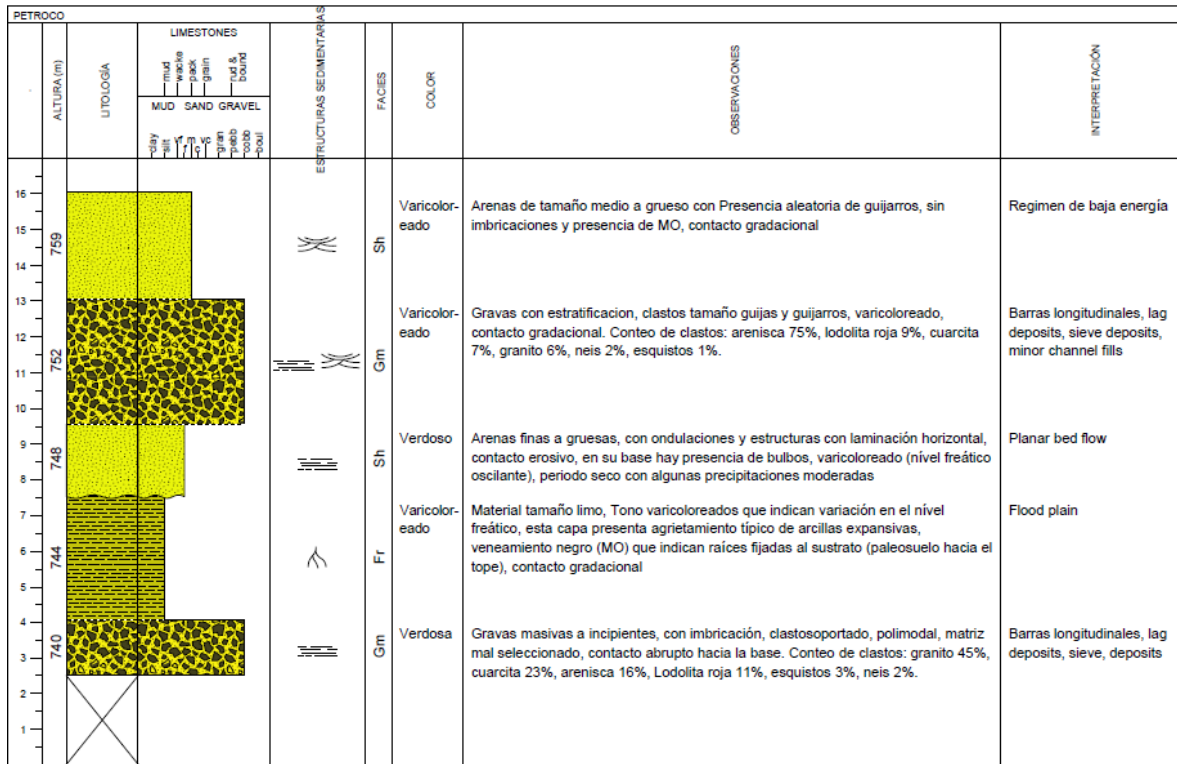 PETROCO
ALTURA (m)
LITOLOGÍA
LIMESTONES
mud
wacke
pack
grain
rud &
bound
MUD SAND GRAVEL
clay
silt
vf
f
m
c
vc
gran
pebb
cobb
boul
ESTRUCTURAS SEDIMENTARIAS
FACIES
COLOR
OBSERVACIONES
INTERPRETACIÓN
16
15
14
13
12
11
10
9
8
7
6
5
4
3
2
1
759
Sh
Varicolor-
eado
Arenas de tamaño medio a grueso con Presencia aleatoria de guijarros, sin
imbricaciones y presencia de MO, contacto gradacional
Regimen de baja energía
752
Gm
Varicolor-
eado
Gravas con estratificacion, clastos tamaño guijas y guijarros, varicoloreado,
contacto gradacional. Conteo de clastos: arenisca 75%, lodolita roja 9%, cuarcita
7%, granito 6%, neis 2%, esquistos 1%.
Barras longitudinales, lag
deposits, sieve deposits,
minor channel fills
748
Sh
Verdoso
Arenas finas a gruesas, con ondulaciones y estructuras con laminación horizontal,
contacto erosivo, en su base hay presencia de bulbos, varicoloreado (nível freático
oscilante), periodo seco con algunas precipitaciones moderadas
Planar bed flow
744
Fr
Varicolor-
eado
Material tamaño limo, Tono varicoloreados que indican variación en el nível
freático, esta capa presenta agrietamiento típico de arcillas expansivas,
veneamiento negro (MO) que indican raíces fijadas al sustrato (paleosuelo hacia el
tope), contacto gradacional
Flood plain
740
Gm
Verdosa
Gravas masivas a incipientes, con imbricación, clastosoportado, polimodal, matriz
mal seleccionado, contacto abrupto hacia la base. Conteo de clastos: granito 45%,
cuarcita 23%, arenisca 16%, Lodolita roja 11%, esquistos 3%, neis 2%.
Barras longitudinales, lag
deposits, sieve, deposits